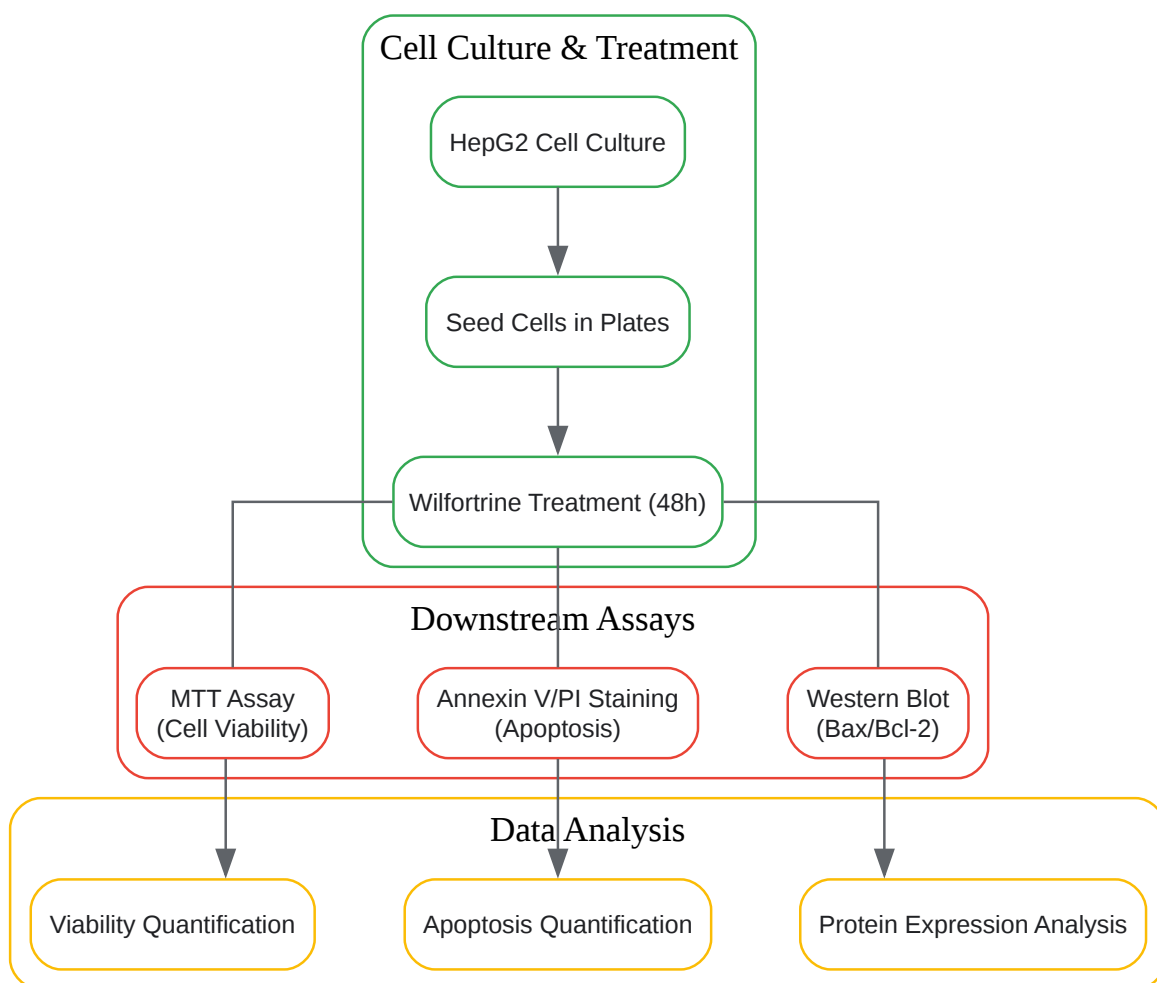 Cell Culture & Treatment
HepG2 Cell Culture
Seed Cells in Plates
Wilfortrine Treatment (48h)
Downstream Assays
MTT Assay
(Cell Viability)
Annexin V/PI Staining
(Apoptosis)
Western Blot
(Bax/Bcl-2)
Data Analysis
Viability Quantification
Apoptosis Quantification
Protein Expression Analysis